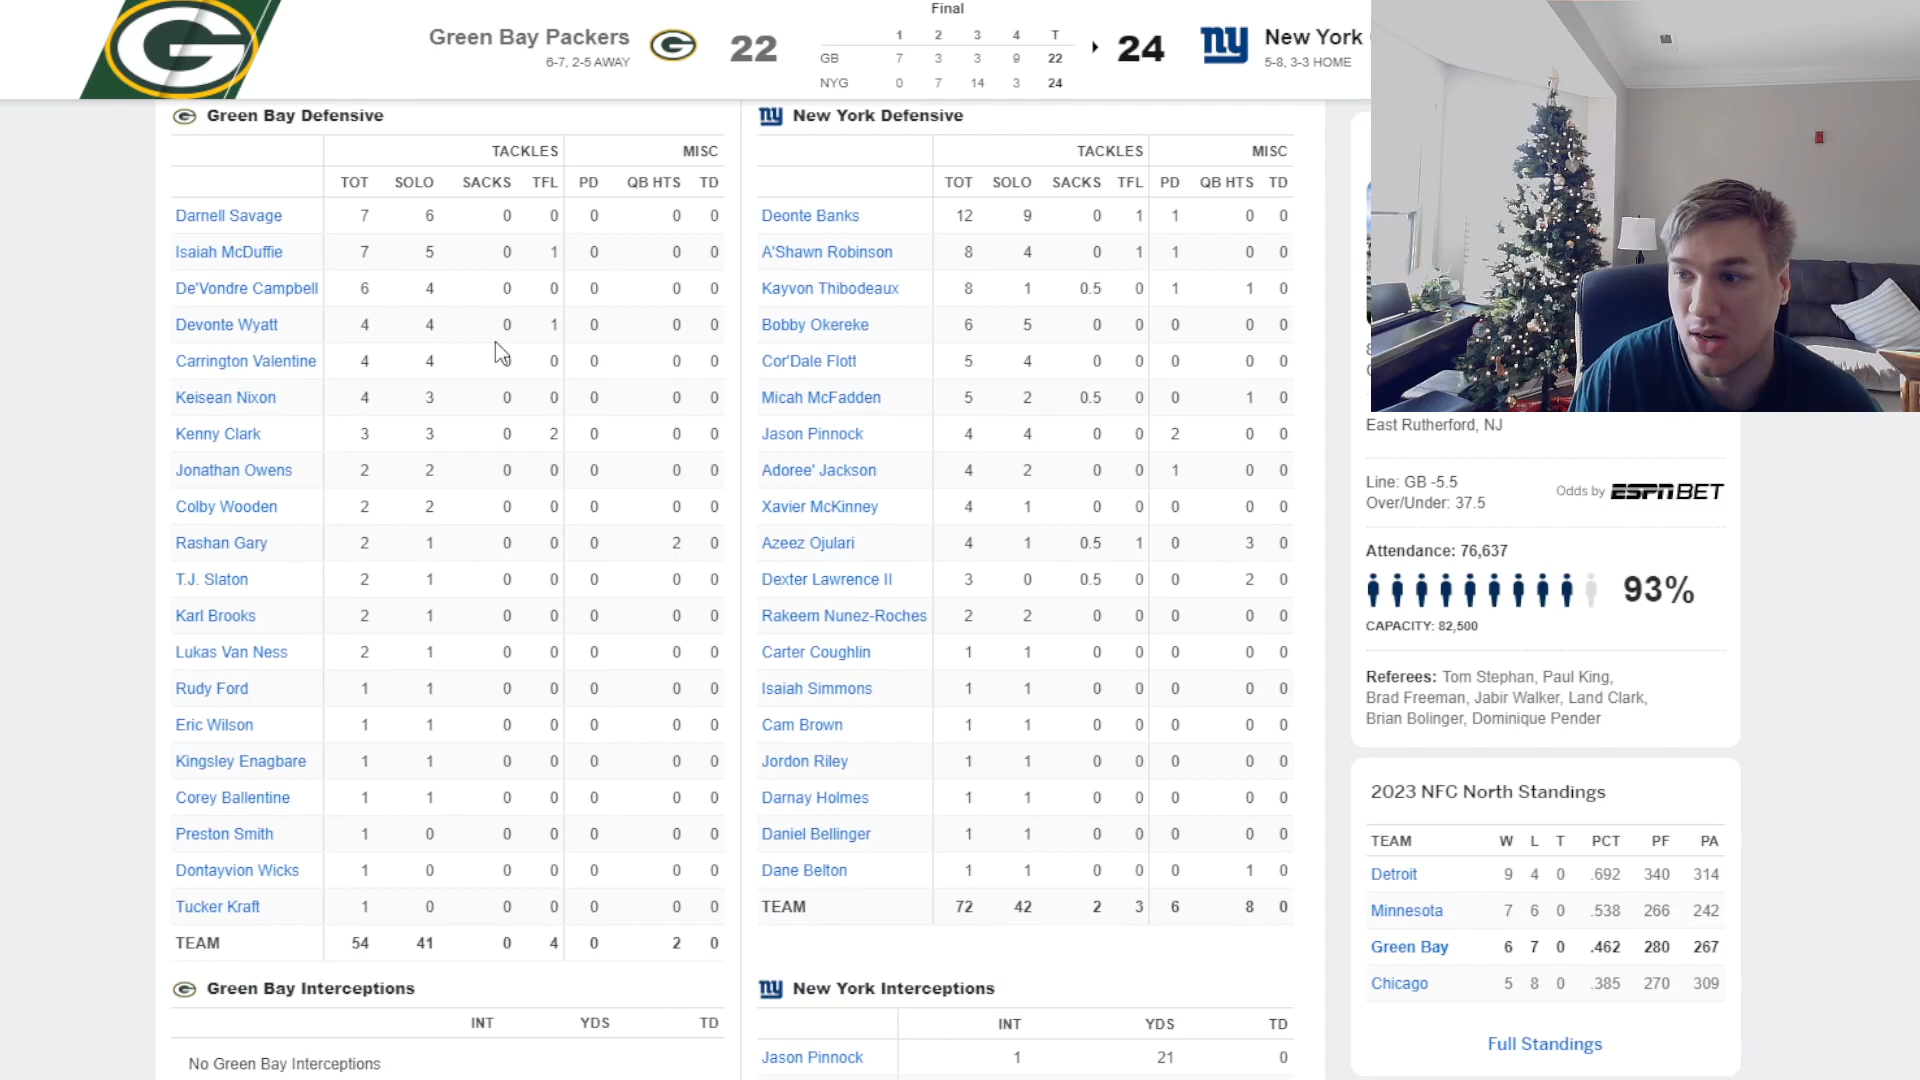 Final
Green Bay Packers
6-7, 2-5 AWAY
G
22
1 2 3 4 T
GB 7 3 3 9 22
NYG 0 7 14 3 24
24
ny
New York
5-8, 3-3 HOME
Green Bay Defensive
TACKLES MISC
TOT SOLO SACKS TFL PD QB HTS TD
Darnell Savage 7 6 0 0 0 0 0
Isaiah McDuffie 7 5 0 1 0 0 0
De'Vondre Campbell 6 4 0 0 0 0 0
Devonte Wyatt 4 4 0 1 0 0 0
Carrington Valentine 4 4 0 0 0 0 0
Keisean Nixon 4 3 0 0 0 0 0
Kenny Clark 3 3 0 2 0 0 0
Jonathan Owens 2 2 0 0 0 0 0
Colby Wooden 2 2 0 0 0 0 0
Rashan Gary 2 1 0 0 0 2 0
T.J. Slaton 2 1 0 0 0 0 0
Karl Brooks 2 1 0 0 0 0 0
Lukas Van Ness 2 1 0 0 0 0 0
Rudy Ford 1 1 0 0 0 0 0
Eric Wilson 1 1 0 0 0 0 0
Kingsley Enagbare 1 1 0 0 0 0 0
Corey Ballentine 1 1 0 0 0 0 0
Preston Smith 1 0 0 0 0 0 0
Dontayvion Wicks 1 0 0 0 0 0 0
Tucker Kraft 1 0 0 0 0 0 0
TEAM 54 41 0 4 0 2 0
Green Bay Interceptions
INT YDS TD
No Green Bay Interceptions
New York Defensive
TACKLES MISC
TOT SOLO SACKS TFL PD QB HTS TD
Deonte Banks 12 9 0 1 1 0 0
A'Shawn Robinson 8 4 0 1 1 0 0
Kayvon Thibodeaux 8 1 0.5 0 1 1 0
Bobby Okereke 6 5 0 0 0 0 0
Cor'Dale Flott 5 4 0 0 0 0 0
Micah McFadden 5 2 0.5 0 0 1 0
Jason Pinnock 4 4 0 0 2 0 0
Adoree' Jackson 4 2 0 0 1 0 0
Xavier McKinney 4 1 0 0 0 0 0
Azeez Ojulari 4 1 0.5 1 0 3 0
Dexter Lawrence II 3 0 0.5 0 0 2 0
Rakeem Nunez-Roches 2 2 0 0 0 0 0
Carter Coughlin 1 1 0 0 0 0 0
Isaiah Simmons 1 1 0 0 0 0 0
Cam Brown 1 1 0 0 0 0 0
Jordon Riley 1 1 0 0 0 0 0
Darnay Holmes 1 1 0 0 0 0 0
Daniel Bellinger 1 1 0 0 0 0 0
Dane Belton 1 1 0 0 0 1 0
TEAM 72 42 2 3 6 8 0
New York Interceptions
INT YDS TD
Jason Pinnock 1 21 0
East Rutherford, NJ
Line: GB -5.5
Over/Under: 37.5
Odds by ESPN BET
Attendance: 76,637
93%
CAPACITY: 82,500
Referees: Tom Stephan, Paul King,
Brad Freeman, Jabir Walker, Land Clark,
Brian Bolinger, Dominique Pender
2023 NFC North Standings
TEAM W L T PCT PF PA
Detroit 9 4 0 .692 340 314
Minnesota 7 6 0 .538 266 242
Green Bay 6 7 0 .462 280 267
Chicago 5 8 0 .385 270 309
Full Standings